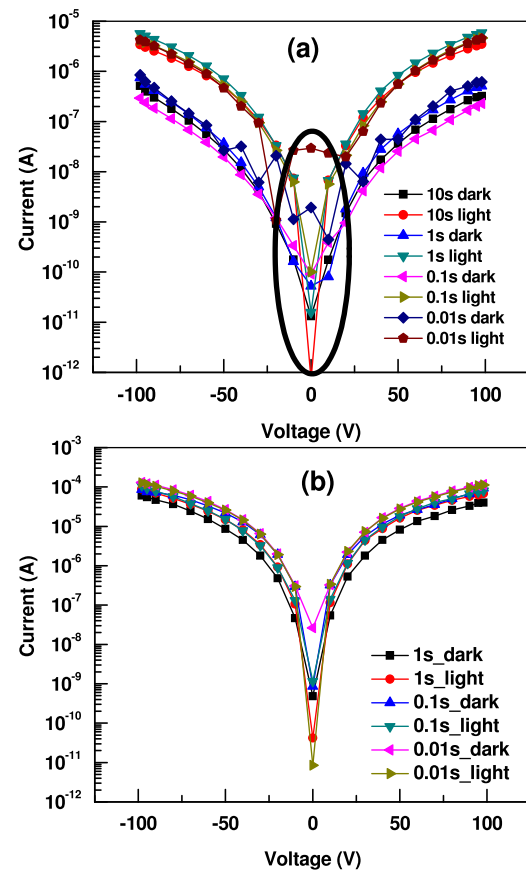 (a)
Current (A)
10⁻⁵
10⁻⁶
10⁻⁷
10⁻⁸
10⁻⁹
10⁻¹⁰
10⁻¹¹
10⁻¹²
10s dark
10s light
1s dark
1s light
0.1s dark
0.1s light
0.01s dark
0.01s light
-100 -50 0 50 100
Voltage (V)
(b)
Current (A)
10⁻³
10⁻⁴
10⁻⁵
10⁻⁶
10⁻⁷
10⁻⁸
10⁻⁹
10⁻¹⁰
10⁻¹¹
10⁻¹²
1s_dark
1s_light
0.1s_dark
0.1s_light
0.01s_dark
0.01s_light
-100 -50 0 50 100
Voltage (V)